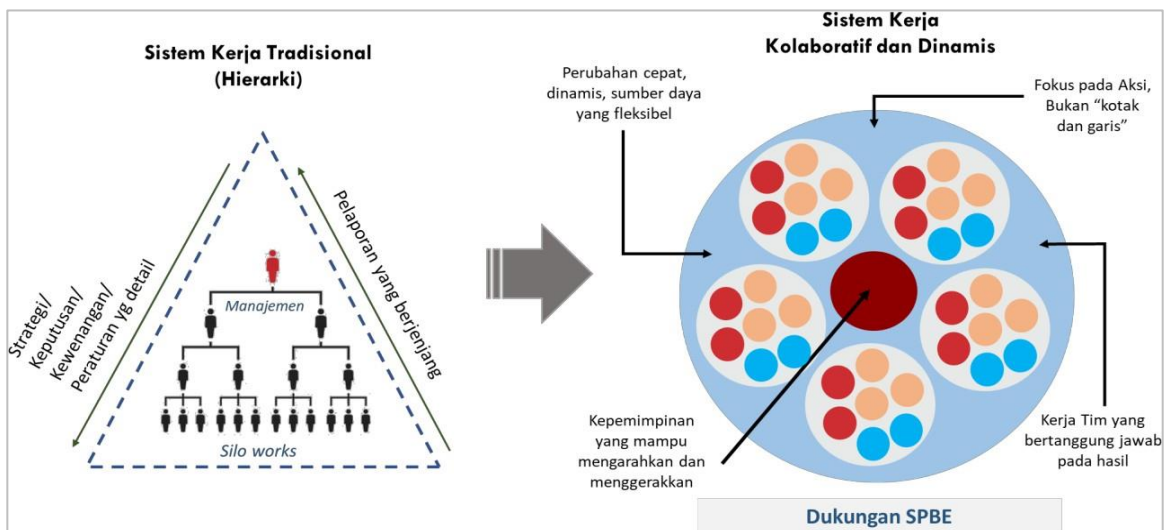 Sistem Kerja Tradisional
(Hierarki)
Strategi/
Keputusan/
Kewenangan/
Peraturan yg detail
Pelaporan yang berjenjang
Manajemen
Silo works
Sistem Kerja
Kolaboratif dan Dinamis
Perubahan cepat,
dinamis, sumber daya
yang fleksibel
Fokus pada Aksi,
Bukan “kotak
dan garis”
Kepemimpinan
yang mampu
mengarahkan dan
menggerakkan
Kerja Tim yang
bertanggung jawab
pada hasil
Dukungan SPBE